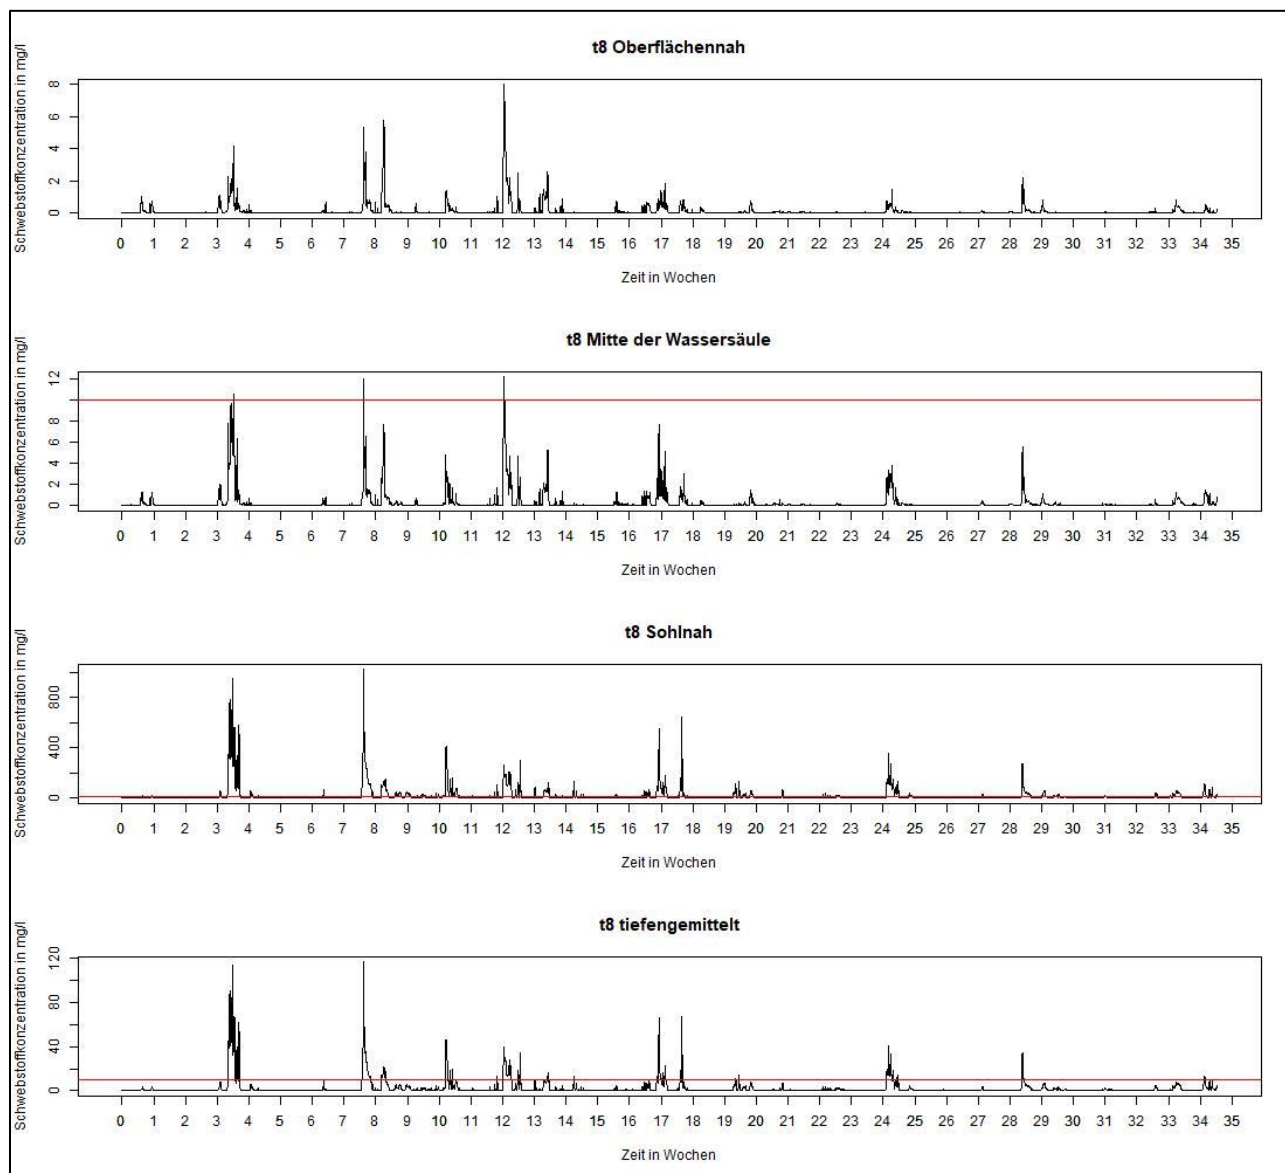 t8 Oberflächennah
Schwebstoffkonzentration in mg/l
0 2 4 6 8
0 1 2 3 4 5 6 7 8 9 10 11 12 13 14 15 16 17 18 19 20 21 22 23 24 25 26 27 28 29 30 31 32 33 34 35
Zeit in Wochen
t8 Mitte der Wassersäule
Schwebstoffkonzentration in mg/l
0 2 4 6 8 12
0 1 2 3 4 5 6 7 8 9 10 11 12 13 14 15 16 17 18 19 20 21 22 23 24 25 26 27 28 29 30 31 32 33 34 35
Zeit in Wochen
t8 Sohlnah
Schwebstoffkonzentration in mg/l
0 400 800
0 1 2 3 4 5 6 7 8 9 10 11 12 13 14 15 16 17 18 19 20 21 22 23 24 25 26 27 28 29 30 31 32 33 34 35
Zeit in Wochen
t8 tiefengemittelt
Schwebstoffkonzentration in mg/l
0 40 80 120
0 1 2 3 4 5 6 7 8 9 10 11 12 13 14 15 16 17 18 19 20 21 22 23 24 25 26 27 28 29 30 31 32 33 34 35
Zeit in Wochen